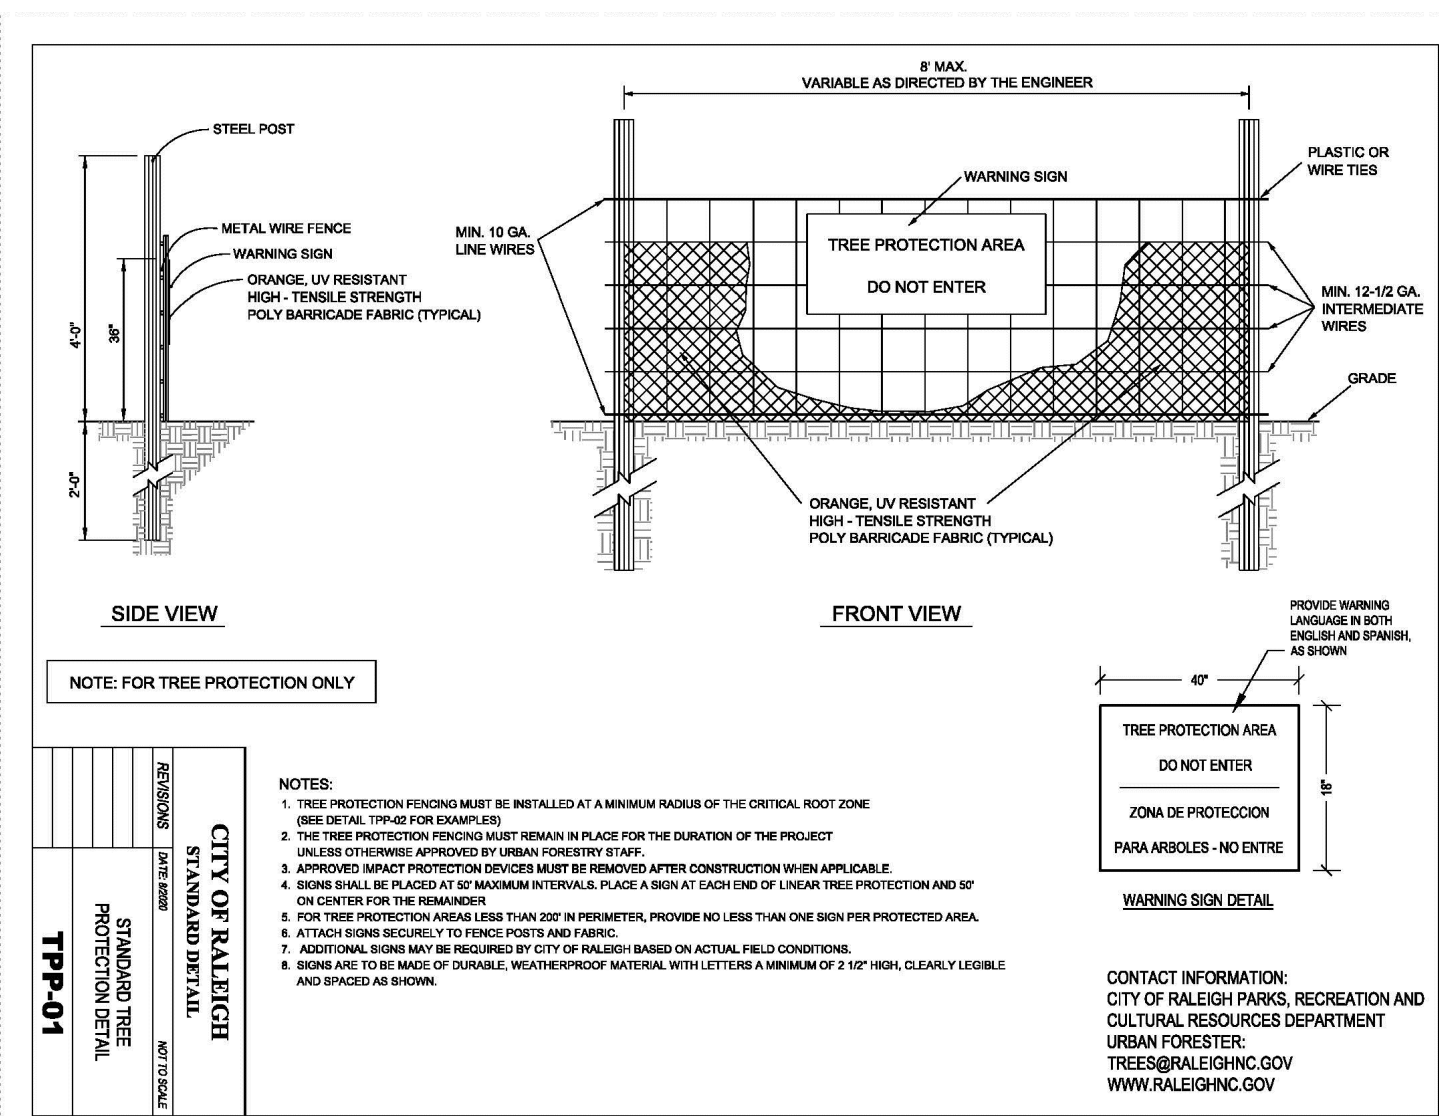 8' MAX.
VARIABLE AS DIRECTED BY THE ENGINEER
STEEL POST
METAL WIRE FENCE
WARNING SIGN
ORANGE, UV RESISTANT
HIGH - TENSILE STRENGTH
POLY BARRICADE FABRIC (TYPICAL)
4'-0"
36"
2'-0"
SIDE VIEW
MIN. 10 GA.
LINE WIRES
WARNING SIGN
TREE PROTECTION AREA
DO NOT ENTER
PLASTIC OR
WIRE TIES
MIN. 12-1/2 GA.
INTERMEDIATE
WIRES
GRADE
ORANGE, UV RESISTANT
HIGH - TENSILE STRENGTH
POLY BARRICADE FABRIC (TYPICAL)
FRONT VIEW
NOTE: FOR TREE PROTECTION ONLY
PROVIDE WARNING
LANGUAGE IN BOTH
ENGLISH AND SPANISH,
AS SHOWN
40"
18"
TREE PROTECTION AREA
DO NOT ENTER
ZONA DE PROTECCION
PARA ARBOLES - NO ENTRE
WARNING SIGN DETAIL
NOTES:
1. TREE PROTECTION FENCING MUST BE INSTALLED AT A MINIMUM RADIUS OF THE CRITICAL ROOT ZONE
(SEE DETAIL TPP-02 FOR EXAMPLES)
2. THE TREE PROTECTION FENCING MUST REMAIN IN PLACE FOR THE DURATION OF THE PROJECT
UNLESS OTHERWISE APPROVED BY URBAN FORESTRY STAFF.
3. APPROVED IMPACT PROTECTION DEVICES MUST BE REMOVED AFTER CONSTRUCTION WHEN APPLICABLE.
4. SIGNS SHALL BE PLACED AT 50' MAXIMUM INTERVALS. PLACE A SIGN AT EACH END OF LINEAR TREE PROTECTION AND 50'
ON CENTER FOR THE REMAINDER
5. FOR TREE PROTECTION AREAS LESS THAN 200' IN PERIMETER, PROVIDE NO LESS THAN ONE SIGN PER PROTECTED AREA.
6. ATTACH SIGNS SECURELY TO FENCE POSTS AND FABRIC.
7. ADDITIONAL SIGNS MAY BE REQUIRED BY CITY OF RALEIGH BASED ON ACTUAL FIELD CONDITIONS.
8. SIGNS ARE TO BE MADE OF DURABLE, WEATHERPROOF MATERIAL WITH LETTERS A MINIMUM OF 2 1/2" HIGH, CLEARLY LEGIBLE
AND SPACED AS SHOWN.
CITY OF RALEIGH
STANDARD DETAIL
REVISIONS
DATE: 8/2020
NOT TO SCALE
STANDARD TREE
PROTECTION DETAIL
TPP-01
CONTACT INFORMATION:
CITY OF RALEIGH PARKS, RECREATION AND
CULTURAL RESOURCES DEPARTMENT
URBAN FORESTER:
TREES@RALEIGHNC.GOV
WWW.RALEIGHNC.GOV